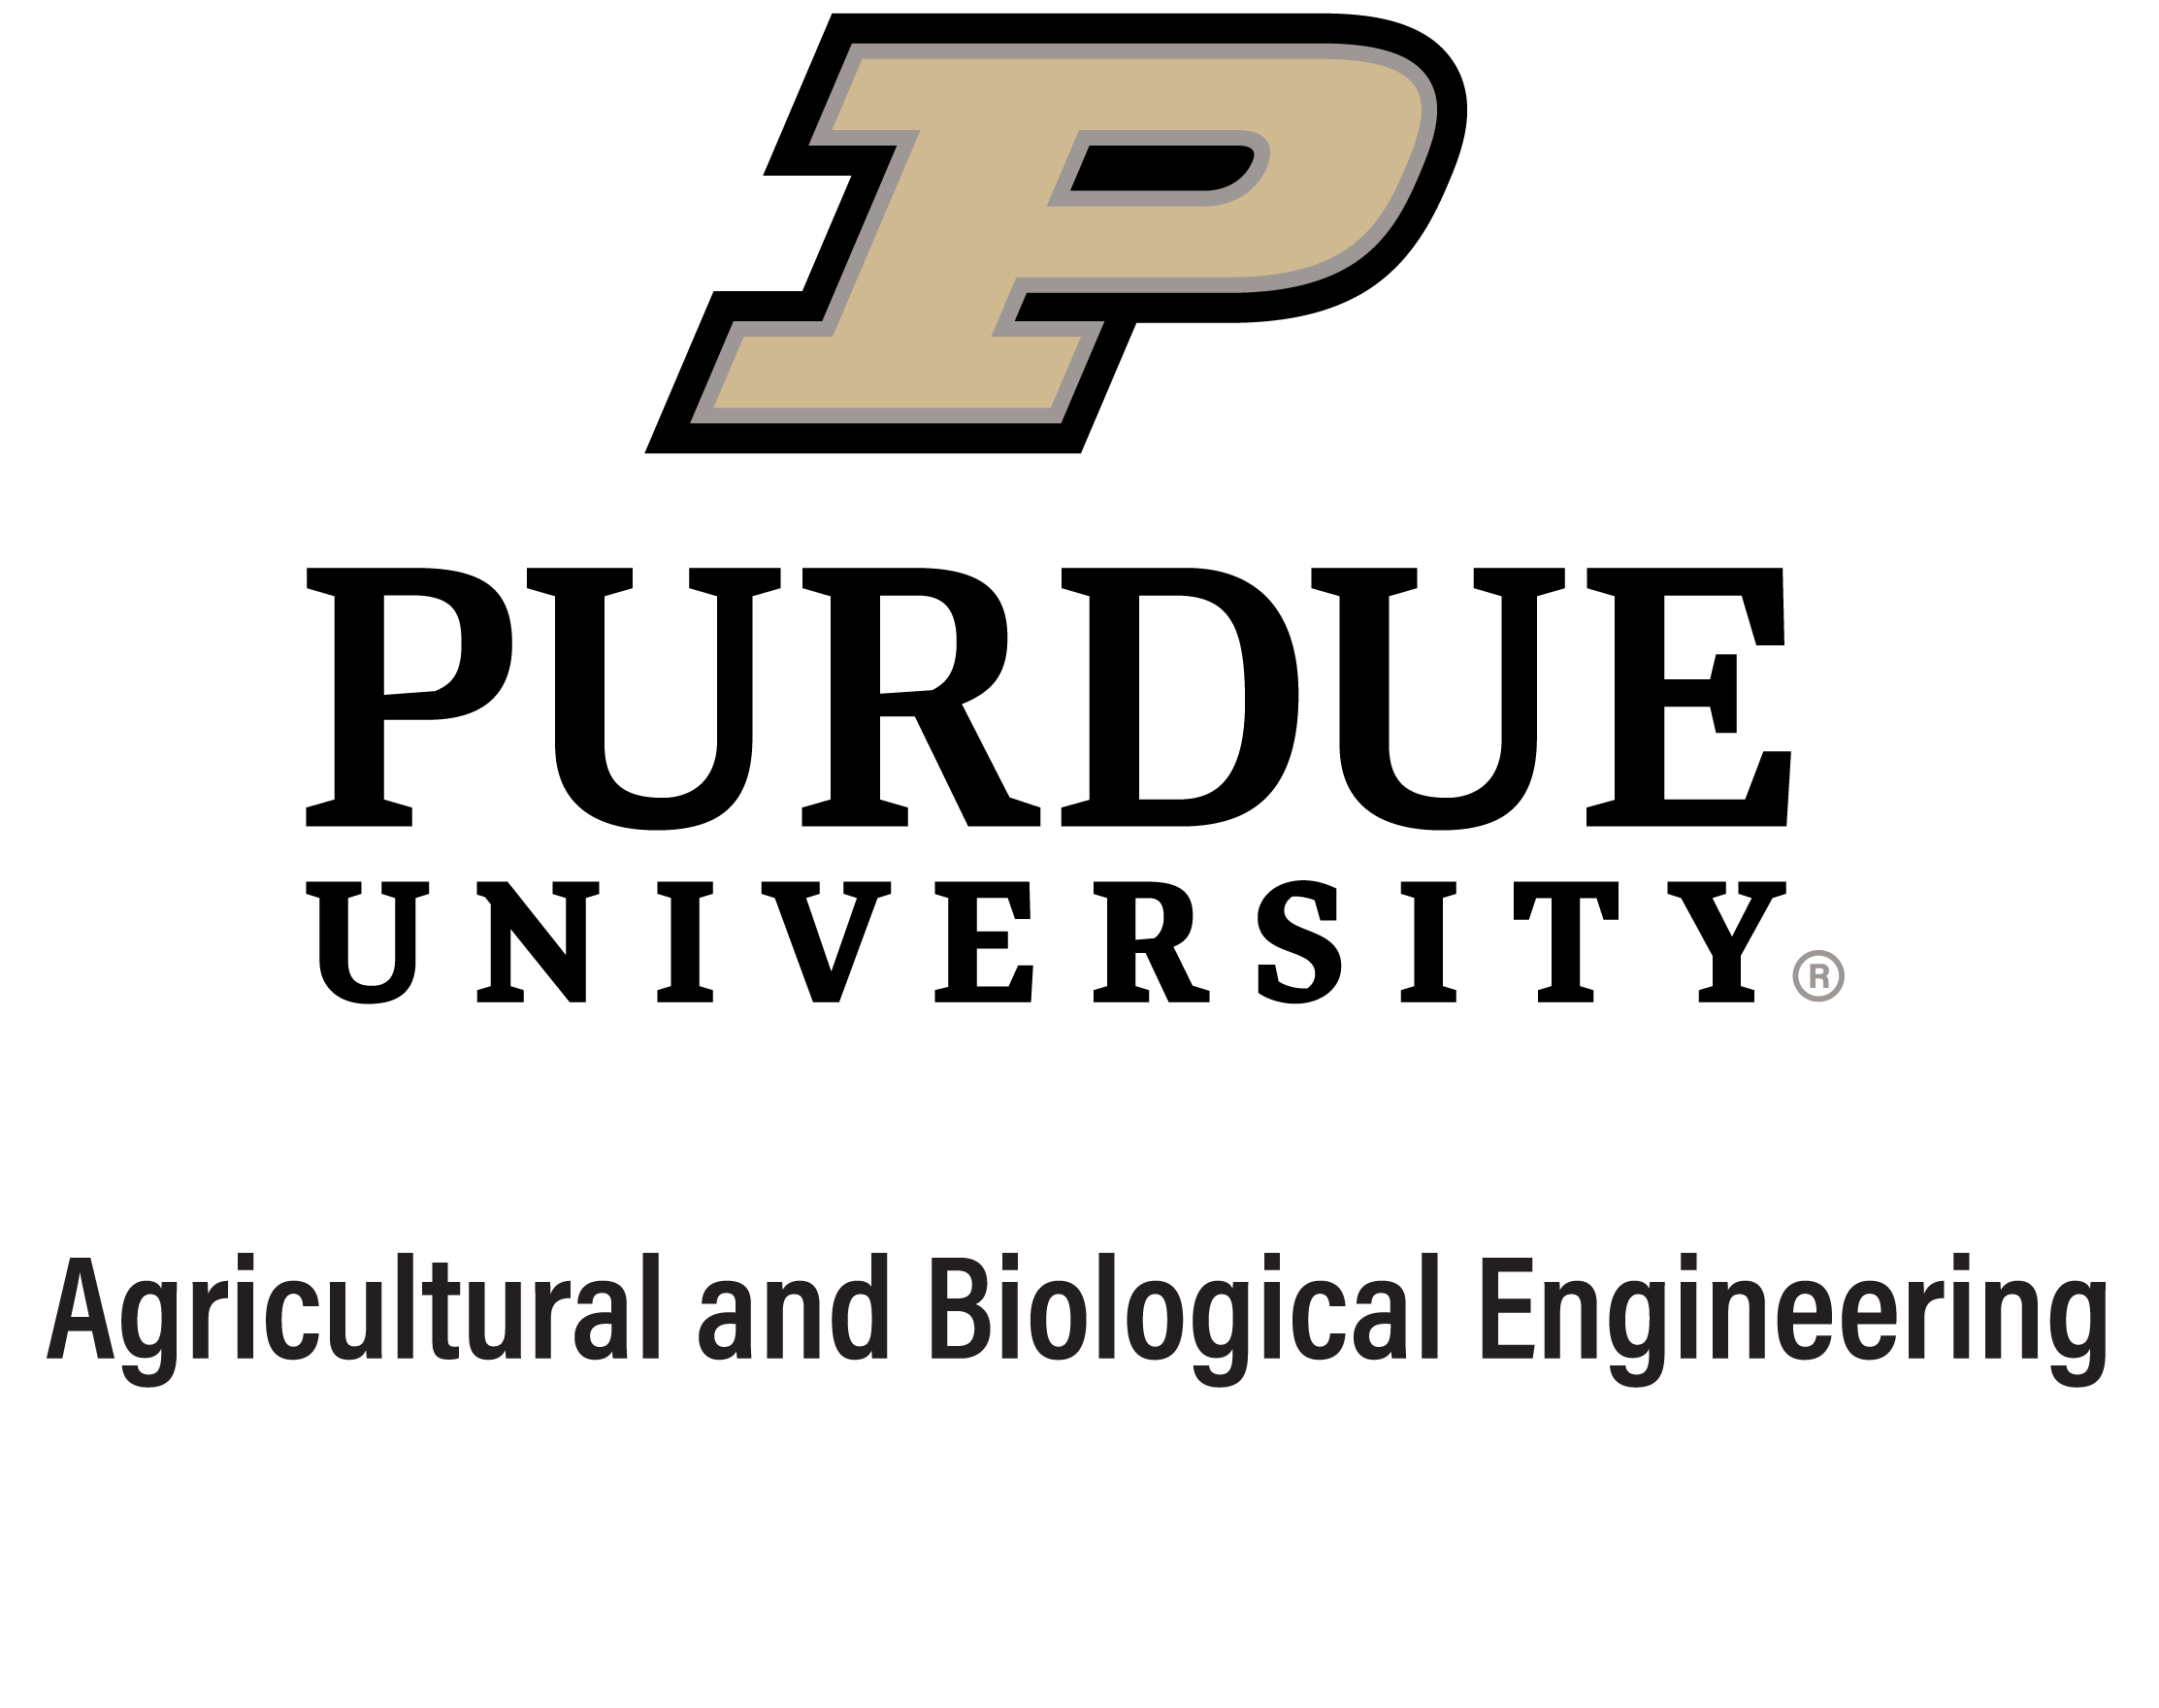 P
PURDUE
UNIVERSITY®
Agricultural and Biological Engineering